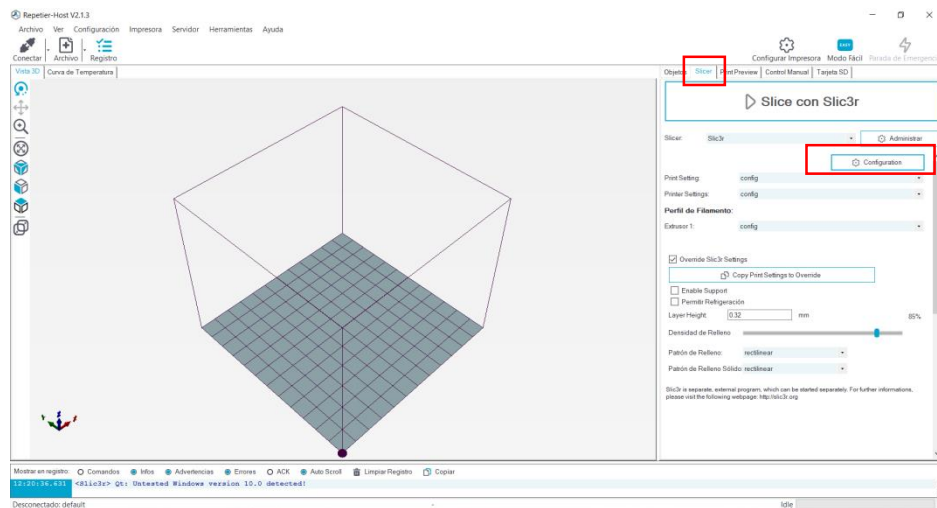 Repetier-Host V2.1.3
Archivo Ver Configuración Impresora Servidor Herramientas Ayuda
Conectar Archivo Registro Configurar Impresora Modo Fácil Parada de Emergenc
EASY
Vista 3D Curva de Temperatura
Objetos Slicer Print Preview Control Manual Tarjeta SD
Slice con Slic3r
Slicer: Slic3r Administrar
Configuration
Print Setting: config
Printer Settings: config
Perfil de Filamento:
Extrusor 1: config
Override Slic3r Settings
Copy Print Settings to Override
Enable Support
Permitir Refrigeración
Layer Height: 0.32 mm 85%
Densidad de Relleno
Patrón de Relleno: rectilinear
Patrón de Relleno Sólido: rectilinear
Slic3r is separate, external program, which can be started separately. For further informations,
please visit the following webpage: http://slic3r.org
Mostrar en registro: Comandos Infos Advertencias Errores ACK Auto Scroll Limpiar Registro Copiar
12:20:36.631 <Slic3r> Qt: Untested Windows version 10.0 detected!
Desconectado: default - Idle